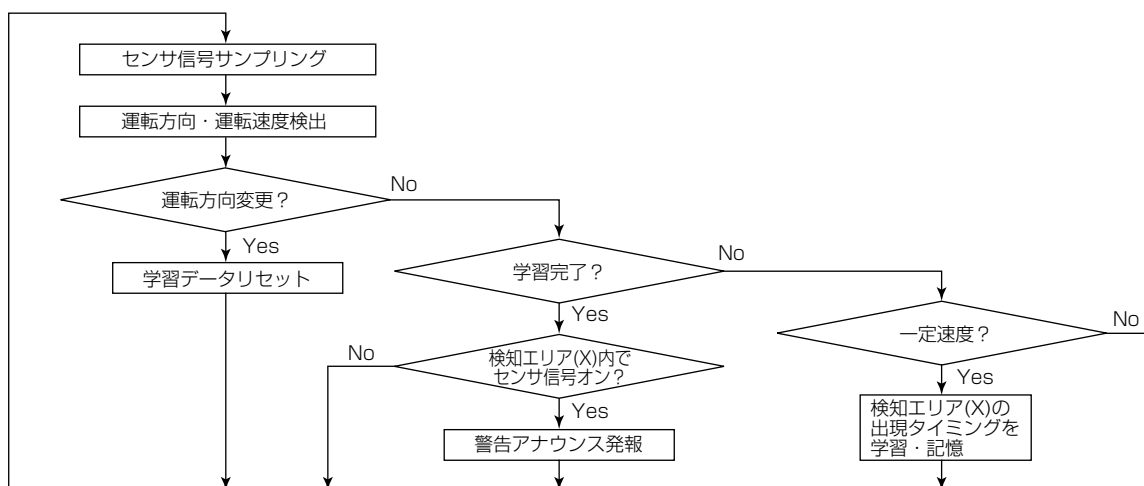 センサ信号サンプリング
運転方向・運転速度検出
運転方向変更？
No
Yes
学習データリセット
学習完了？
No
Yes
一定速度？
No
検知エリア(X)内で
センサ信号オン？
No
Yes
Yes
検知エリア(X)の
出現タイミングを
学習・記憶
警告アナウンス発報